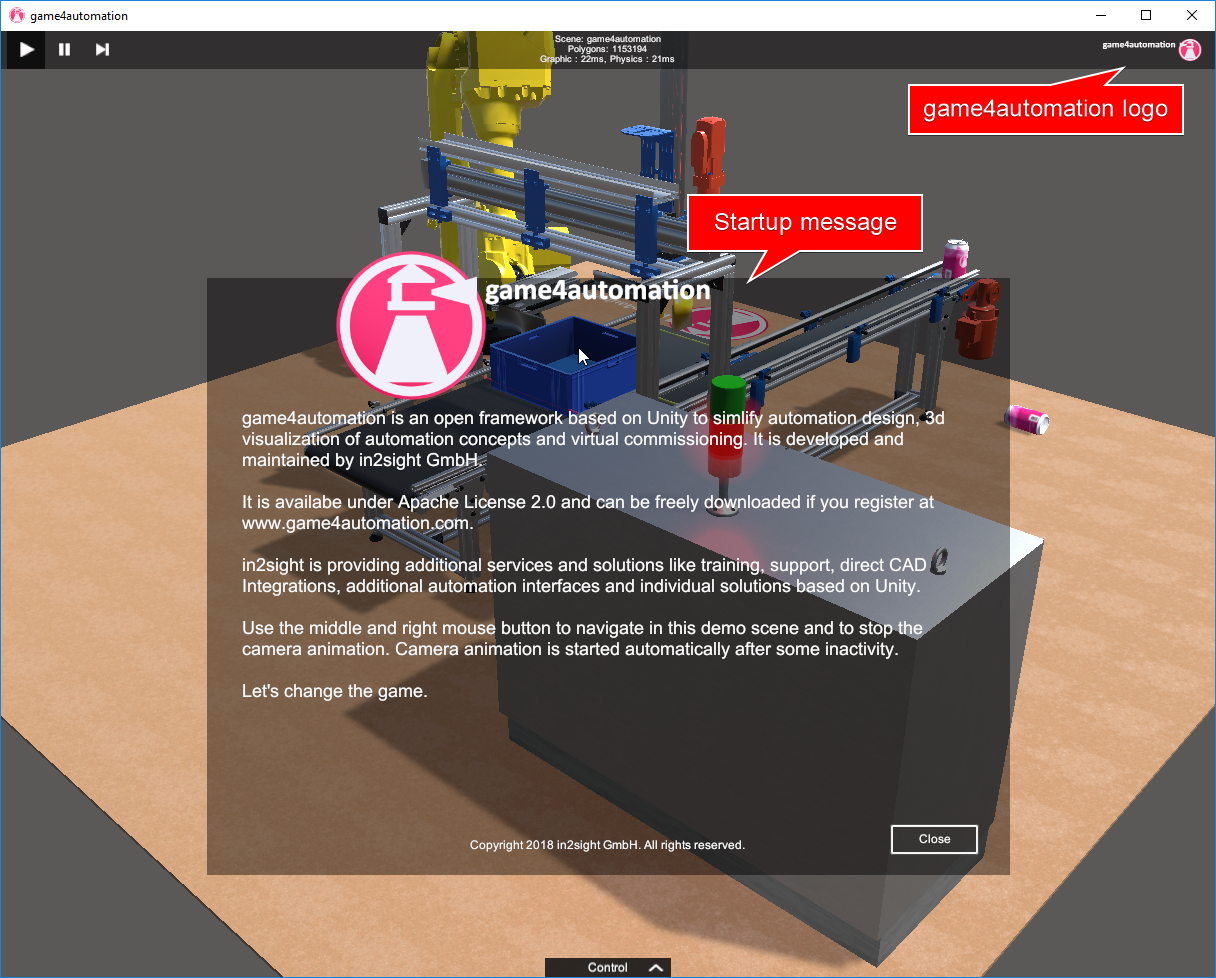 game4automation
Scene: game4automation
Polygons: 1153194
Graphic : 22ms, Physics : 21ms
game4automation
game4automation logo
Startup message
game4automation
game4automation is an open framework based on Unity to simlify automation design, 3d
visualization of automation concepts and virtual commissioning. It is developed and
maintained by in2sight GmbH.
It is availabe under Apache License 2.0 and can be freely downloaded if you register at
www.game4automation.com.
in2sight is providing additional services and solutions like training, support, direct CAD
Integrations, additional automation interfaces and individual solutions based on Unity.
Use the middle and right mouse button to navigate in this demo scene and to stop the
camera animation. Camera animation is started automatically after some inactivity.
Let's change the game.
Close
Copyright 2018 in2sight GmbH. All rights reserved.
Control